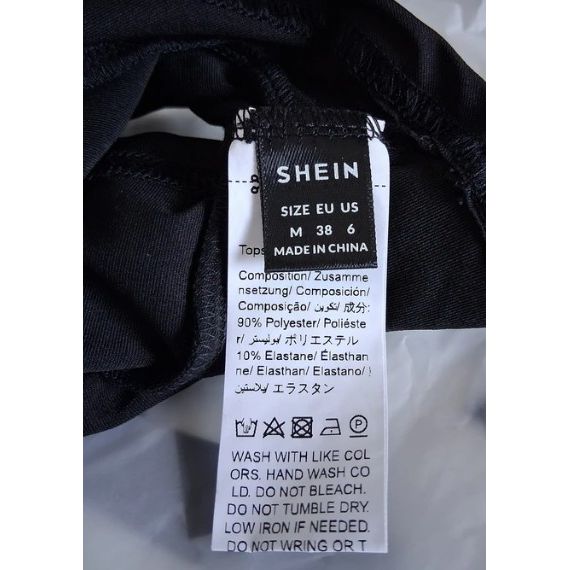 SHEIN
SIZE EU US
M 38 6
MADE IN CHINA
Tops
Composition/ Zusamme
nsetzung/ Composición/
Composição/ تكوين/ 成分:
90% Polyester/ Poliéste
r/ بوليستر/ ポリエステル
10% Elastane/ Élasthan
ne/ Elasthan/ Elastano/
إيلاستين/ エラスタン
WASH WITH LIKE COL
ORS. HAND WASH CO
LD. DO NOT BLEACH.
DO NOT TUMBLE DRY.
LOW IRON IF NEEDED.
DO NOT WRING OR T